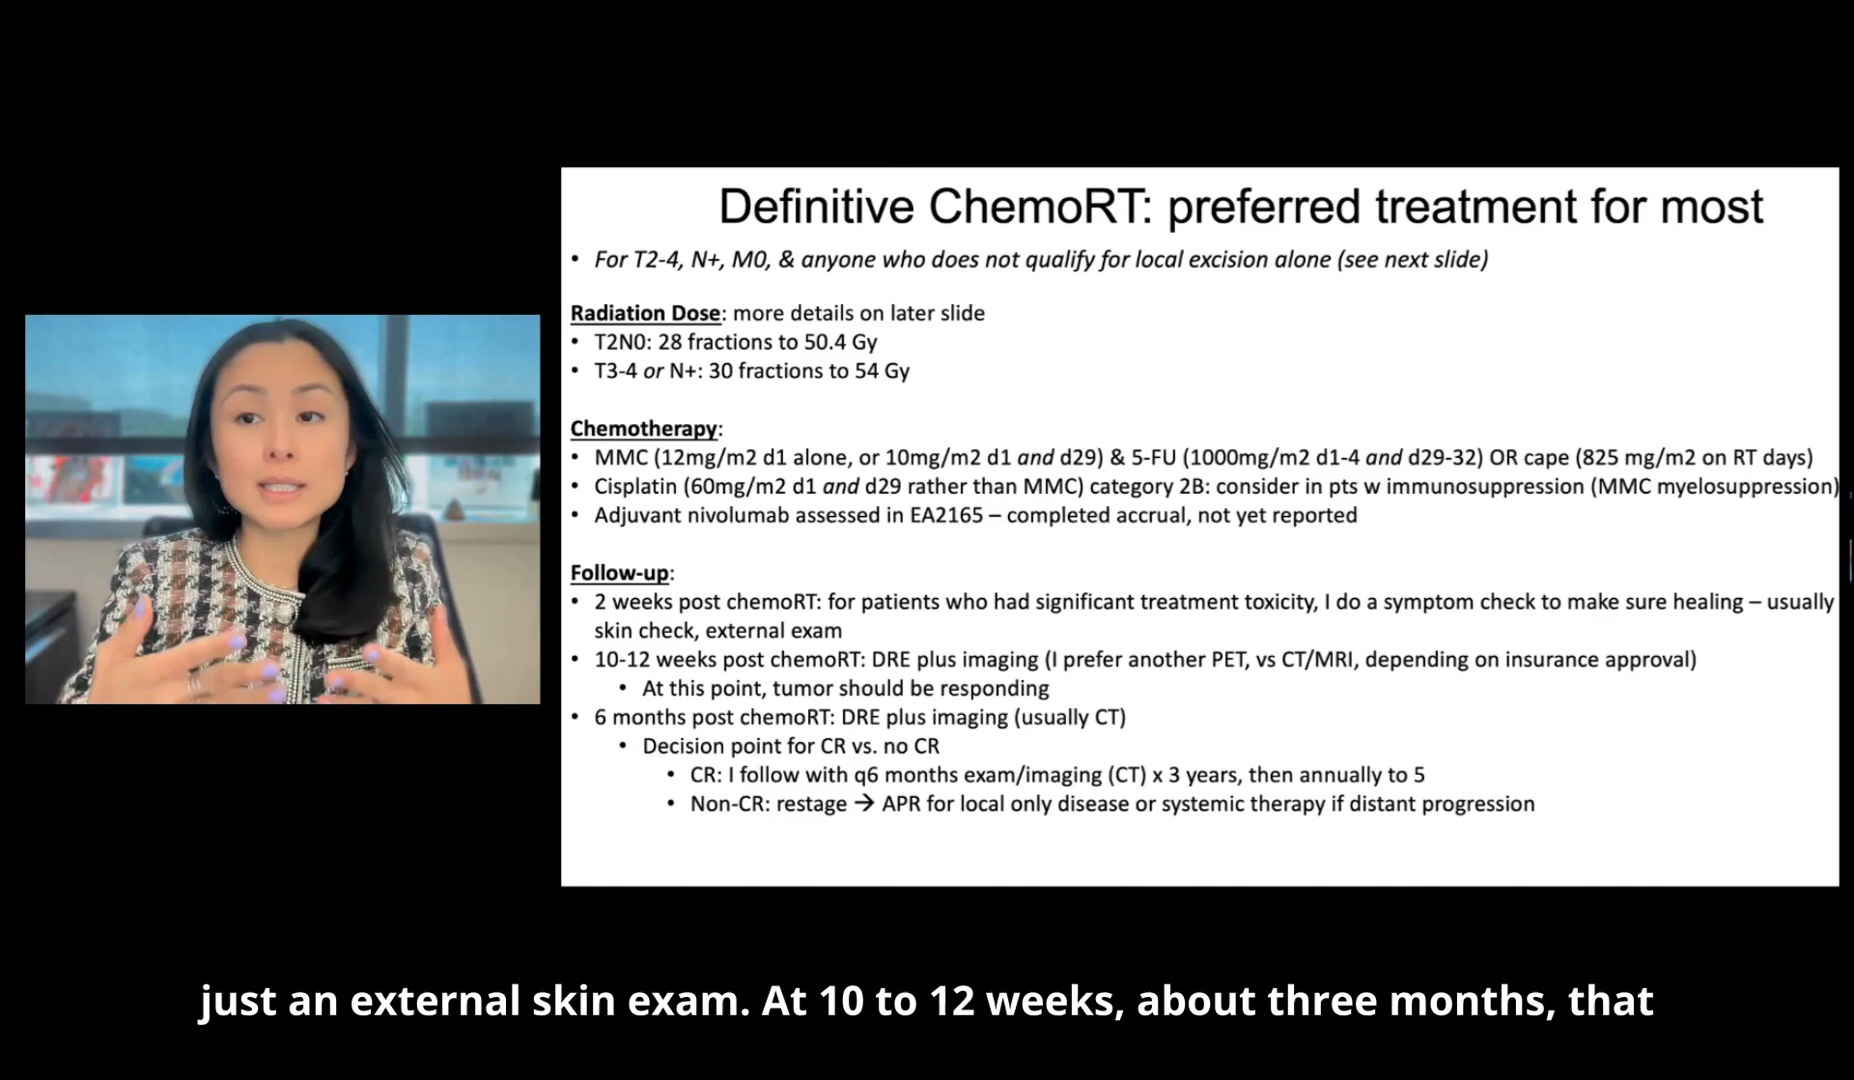 Definitive ChemoRT: preferred treatment for most
• For T2-4, N+, M0, & anyone who does not qualify for local excision alone (see next slide)
Radiation Dose: more details on later slide
• T2N0: 28 fractions to 50.4 Gy
• T3-4 or N+: 30 fractions to 54 Gy
Chemotherapy:
• MMC (12mg/m2 d1 alone, or 10mg/m2 d1 and d29) & 5-FU (1000mg/m2 d1-4 and d29-32) OR cape (825 mg/m2 on RT days)
• Cisplatin (60mg/m2 d1 and d29 rather than MMC) category 2B: consider in pts w immunosuppression (MMC myelosuppression)
• Adjuvant nivolumab assessed in EA2165 – completed accrual, not yet reported
Follow-up:
• 2 weeks post chemoRT: for patients who had significant treatment toxicity, I do a symptom check to make sure healing – usually
skin check, external exam
• 10-12 weeks post chemoRT: DRE plus imaging (I prefer another PET, vs CT/MRI, depending on insurance approval)
• At this point, tumor should be responding
• 6 months post chemoRT: DRE plus imaging (usually CT)
• Decision point for CR vs. no CR
• CR: I follow with q6 months exam/imaging (CT) x 3 years, then annually to 5
• Non-CR: restage → APR for local only disease or systemic therapy if distant progression
just an external skin exam. At 10 to 12 weeks, about three months, that